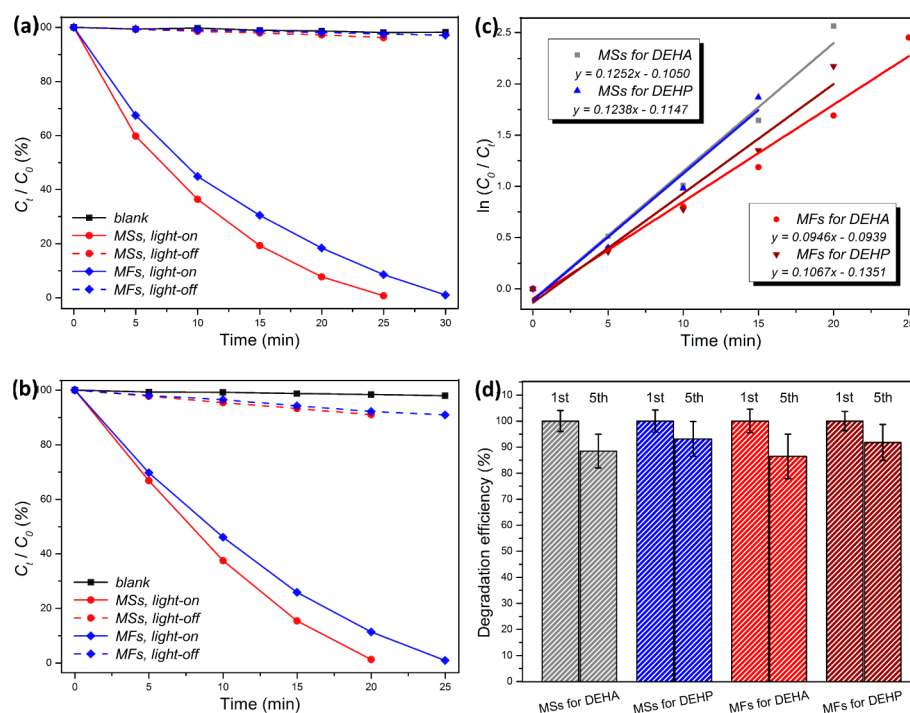 (a)
100
80
60
40
20
0
C_t / C_0 (%)
blank
MSs, light-on
MSs, light-off
MFs, light-on
MFs, light-off
0 5 10 15 20 25 30
Time (min)
(c)
2.5
2.0
1.5
1.0
0.5
0.0
ln (C_0 / C_t)
MSs for DEHA
y = 0.1252x - 0.1050
MSs for DEHP
y = 0.1238x - 0.1147
MFs for DEHA
y = 0.0946x - 0.0939
MFs for DEHP
y = 0.1067x - 0.1351
0 5 10 15 20 25
Time (min)
(b)
100
80
60
40
20
0
C_t / C_0 (%)
blank
MSs, light-on
MSs, light-off
MFs, light-on
MFs, light-off
0 5 10 15 20 25
Time (min)
(d)
110
100
90
80
70
60
50
40
30
20
10
0
Degradation efficiency (%)
1st 5th 1st 5th 1st 5th 1st 5th
MSs for DEHA
MSs for DEHP
MFs for DEHA
MFs for DEHP